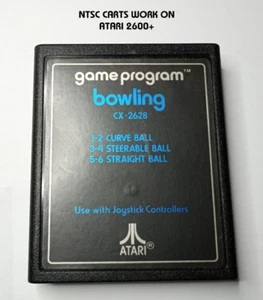 NTSC CARTS WORK ON
ATARI 2600+
game program™
bowling
CX-2628
1-2 CURVE BALL
3-4 STEERABLE BALL
5-6 STRAIGHT BALL
Use with Joystick Controllers
ATARI®